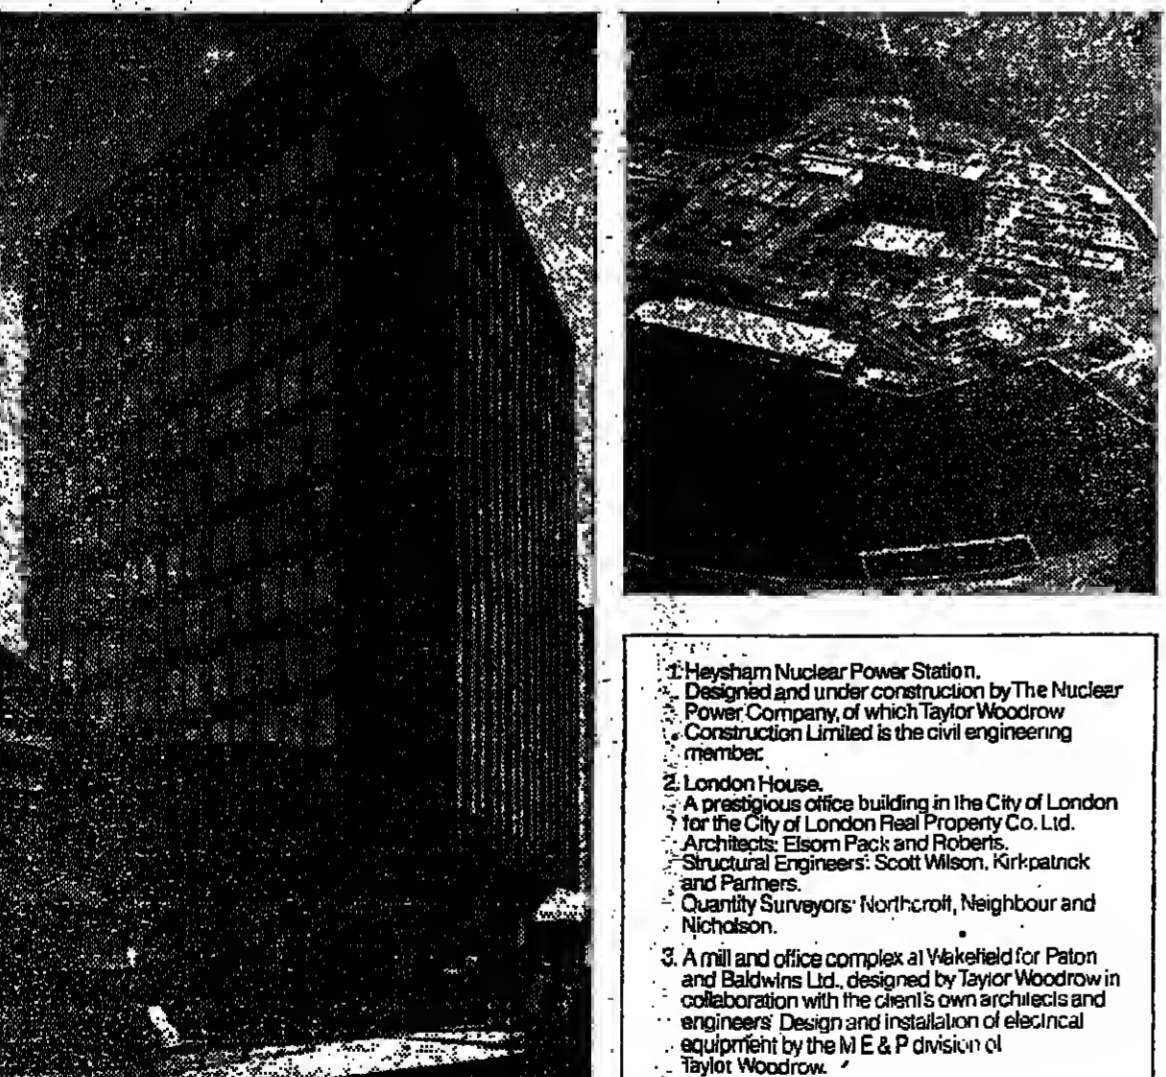 1. Heysham Nuclear Power Station.
Designed and under construction by The Nuclear
Power Company, of which Taylor Woodrow
Construction Limited is the civil engineering
member.
2. London House.
A prestigious office building in the City of London
for the City of London Real Property Co. Ltd.
Architects: Elsom Pack and Roberts.
Structural Engineers: Scott Wilson, Kirkpatrick
and Partners.
Quantity Surveyors: Northcroft, Neighbour and
Nicholson.
3. A mill and office complex at Wakefield for Paton
and Baldwins Ltd., designed by Taylor Woodrow in
collaboration with the client's own architects and
engineers. Design and installation of electrical
equipment by the M E & P division of
Taylor Woodrow.